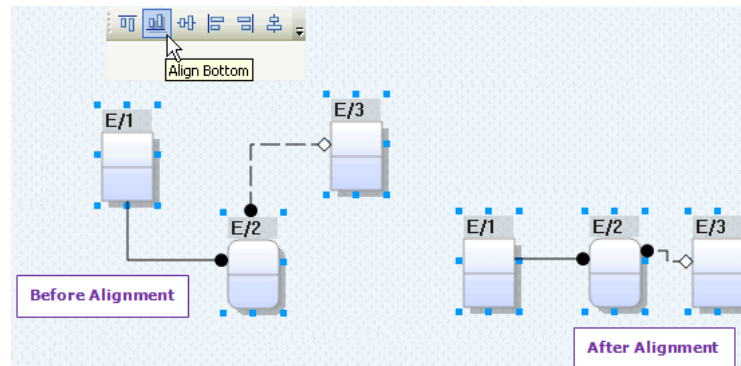 Align Bottom
E/1
E/3
E/2
E/1
E/2
E/3
Before Alignment
After Alignment